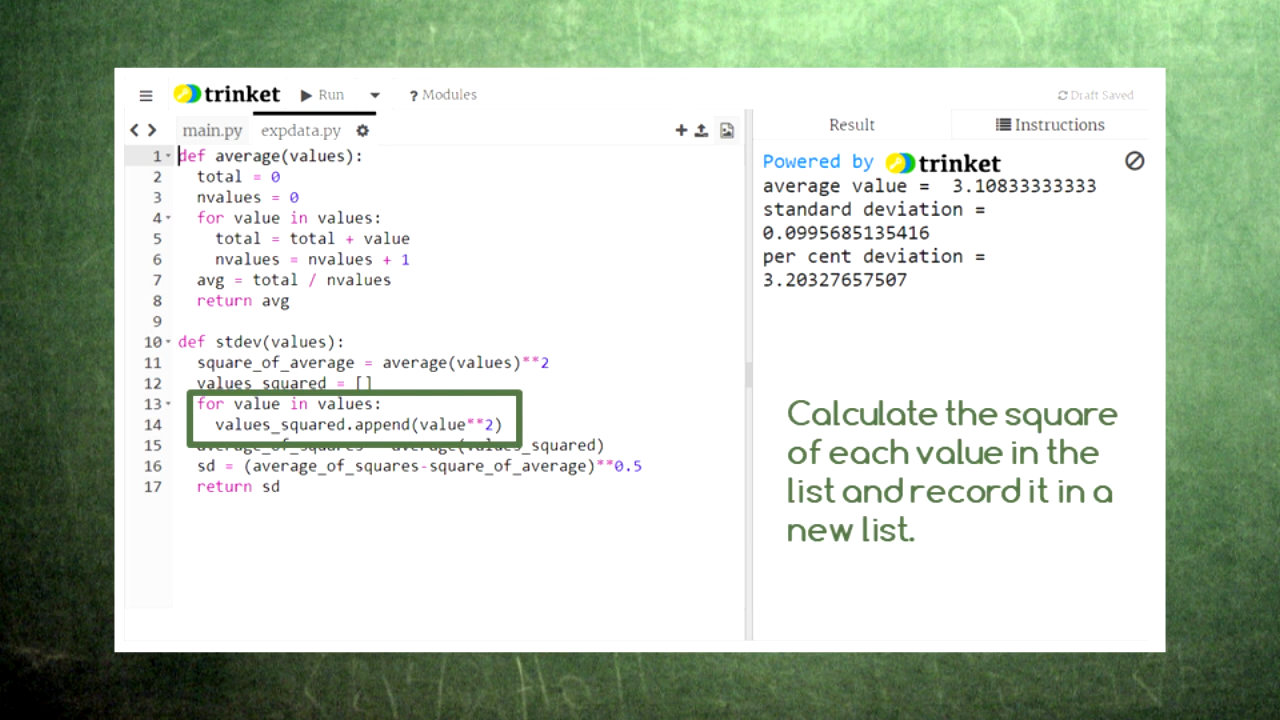 trinket Run ? Modules Draft Saved
main.py expdata.py
Result Instructions
1 def average(values):
2 total = 0
3 nvalues = 0
4 for value in values:
5 total = total + value
6 nvalues = nvalues + 1
7 avg = total / nvalues
8 return avg
9
10 def stdev(values):
11 square_of_average = average(values)**2
12 values_squared = []
13 for value in values:
14 values_squared.append(value**2)
15 average_of_squares = average(values_squared)
16 sd = (average_of_squares-square_of_average)**0.5
17 return sd
Powered by trinket
average value = 3.10833333333
standard deviation =
0.0995685135416
per cent deviation =
3.20327657507
Calculate the square
of each value in the
list and record it in a
new list.